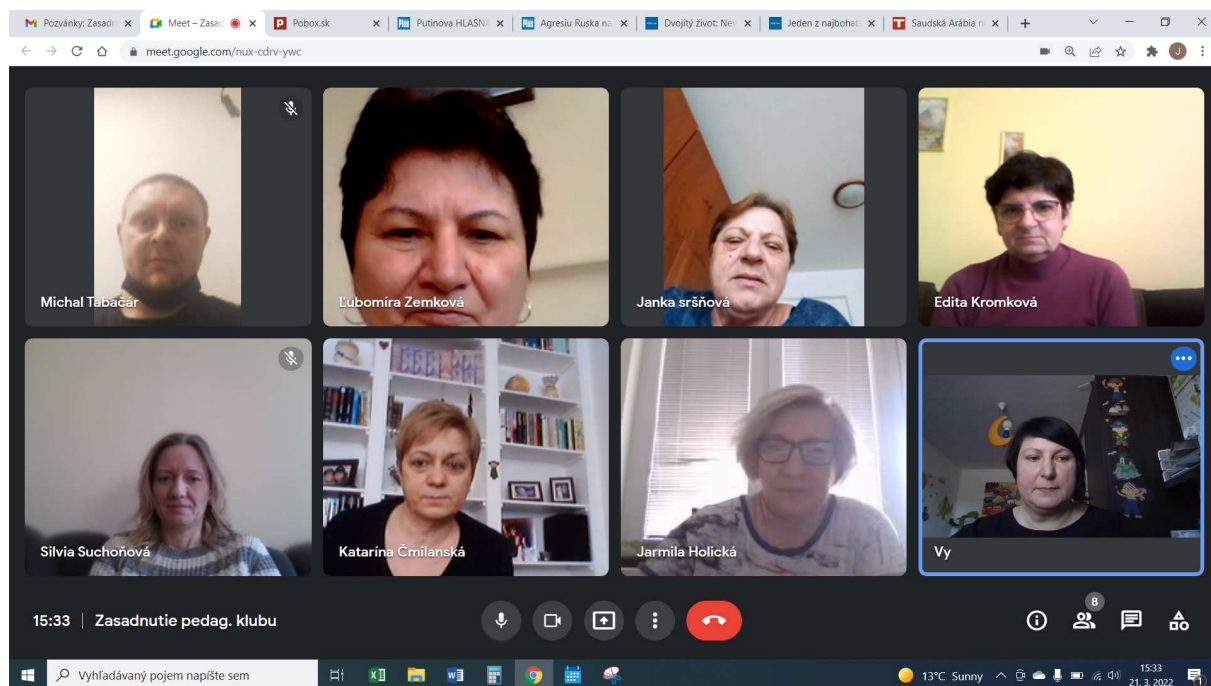 Pozvánky: Zasadn
Meet – Zasad
Pobox.sk
Putinova HLASN
Agresiu Ruska na
Dvojitý život: Nev
Jeden z najbohat
Saudská Arábia n
meet.google.com/nux-cdrv-ywc
J
Michal Tabačár
Ľubomíra Zemková
Janka sršňová
Edita Kromková
Silvia Suchoňová
Katarína Čmilanská
Jarmila Holická
Vy
15:33 | Zasadnutie pedag. klubu
8
Vyhľadávaný pojem napíšte sem
13°C Sunny
15:33
21. 3. 2022